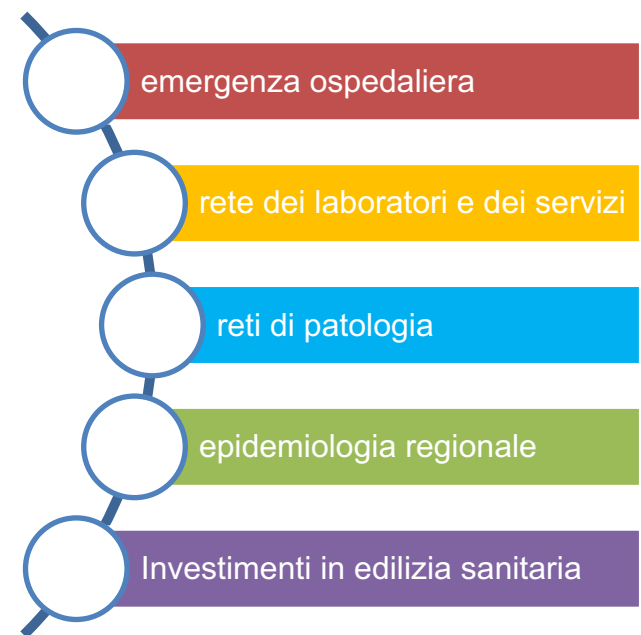 emergenza ospedaliera
rete dei laboratori e dei servizi
reti di patologia
epidemiologia regionale
Investimenti in edilizia sanitaria